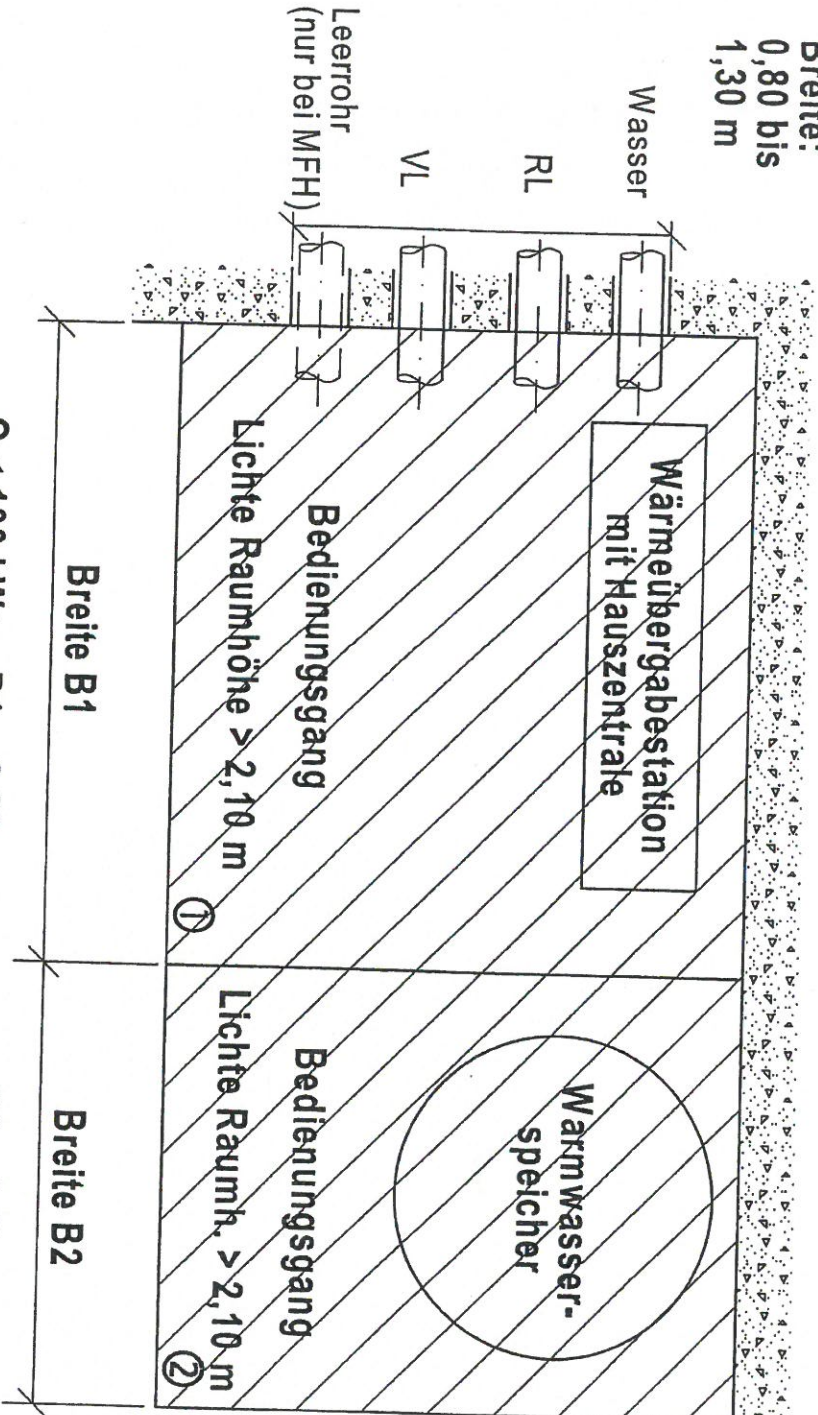 Breite:
0,80 bis
1,30 m
Wasser
RL
VL
Leerrohr
(nur bei MFH)
Wärmeübergabestation
mit Hauszentrale
Bedienungsgang
Lichte Raumhöhe > 2,10 m
①
Warmwasser-
speicher
Bedienungsgang
Lichte Raumh. > 2,10 m
②
Breite B1
Breite B2